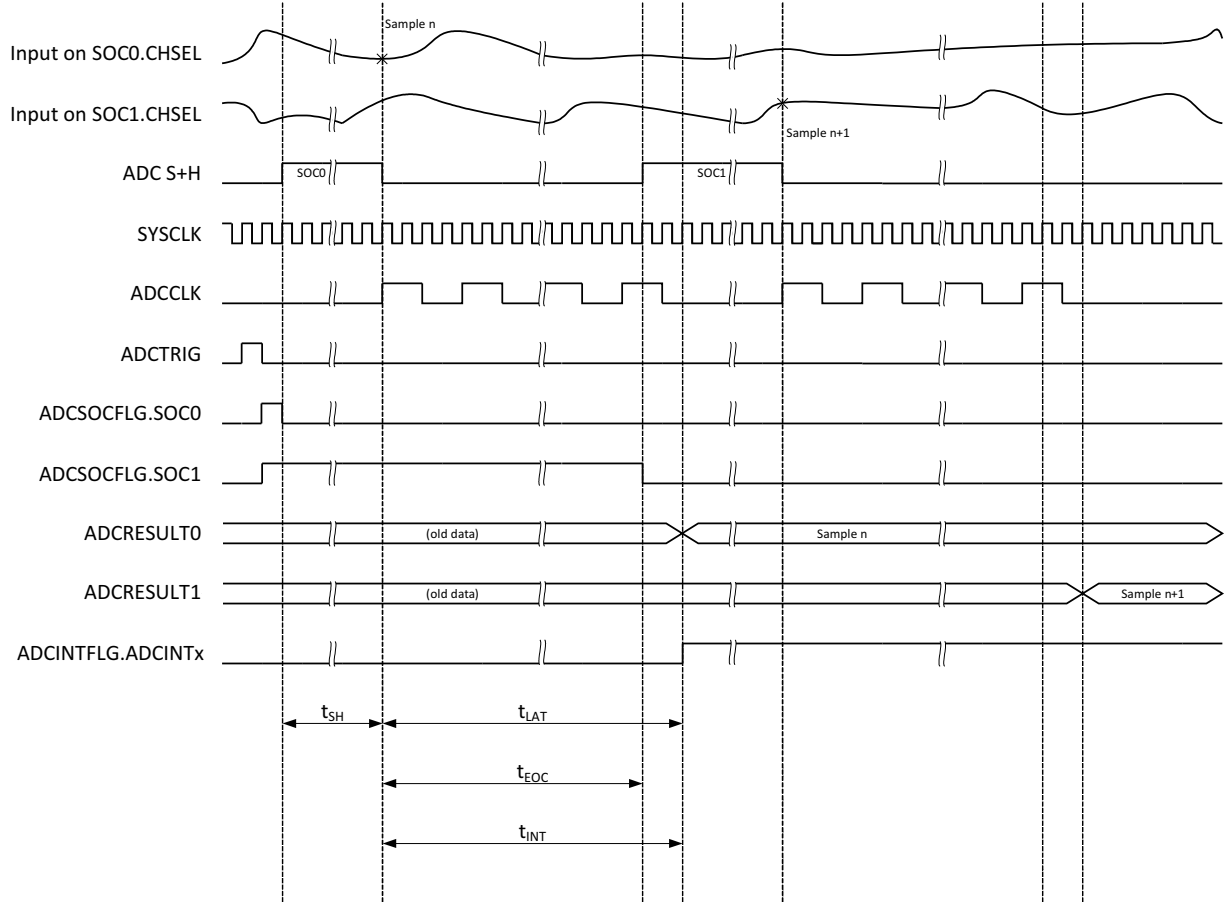 Sample n
Input on SOC0.CHSEL
Input on SOC1.CHSEL
Sample n+1
ADC S+H
SOC0
SOC1
SYSCLK
ADCCLK
ADCTRIG
ADCSOCFLG.SOC0
ADCSOCFLG.SOC1
ADCRESULT0
(old data)
Sample n
ADCRESULT1
(old data)
Sample n+1
ADCINTFLG.ADCINTx
tSH
tLAT
tEOC
tINT